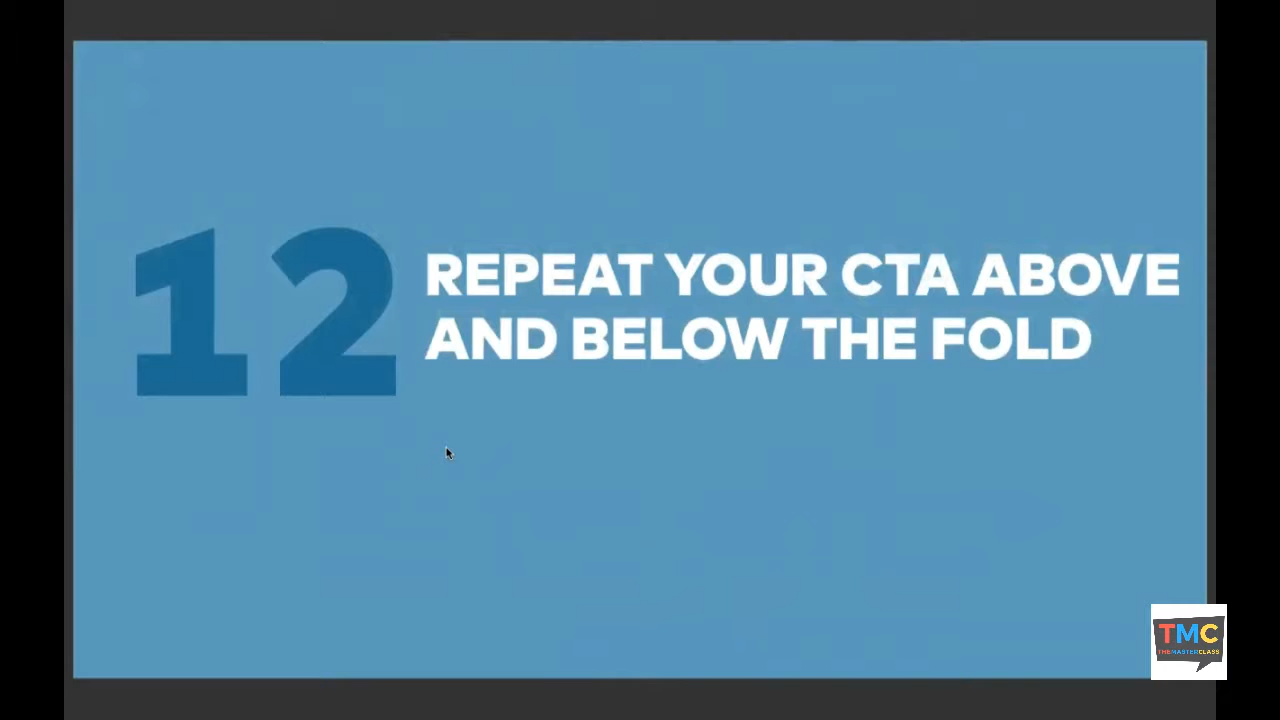 12
REPEAT YOUR CTA ABOVE
AND BELOW THE FOLD
TMC
THEMASTERCLASS